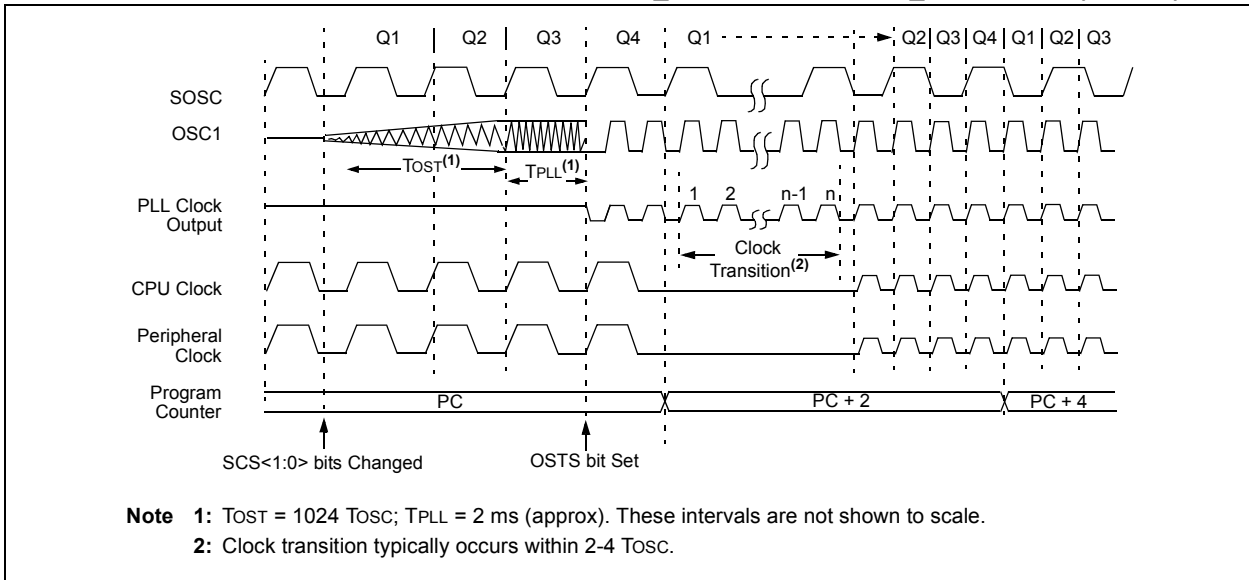 Q1 Q2 Q3 Q4 Q1 Q2 Q3 Q4 Q1 Q2 Q3
SOSC
OSC1
TOST(1) TPLL(1)
1 2 n-1 n
PLL Clock
Output
Clock
Transition(2)
CPU Clock
Peripheral
Clock
Program
Counter
PC PC + 2 PC + 4
SCS<1:0> bits Changed OSTS bit Set
Note 1: TOST = 1024 TOSC; TPLL = 2 ms (approx). These intervals are not shown to scale.
2: Clock transition typically occurs within 2-4 TOSC.